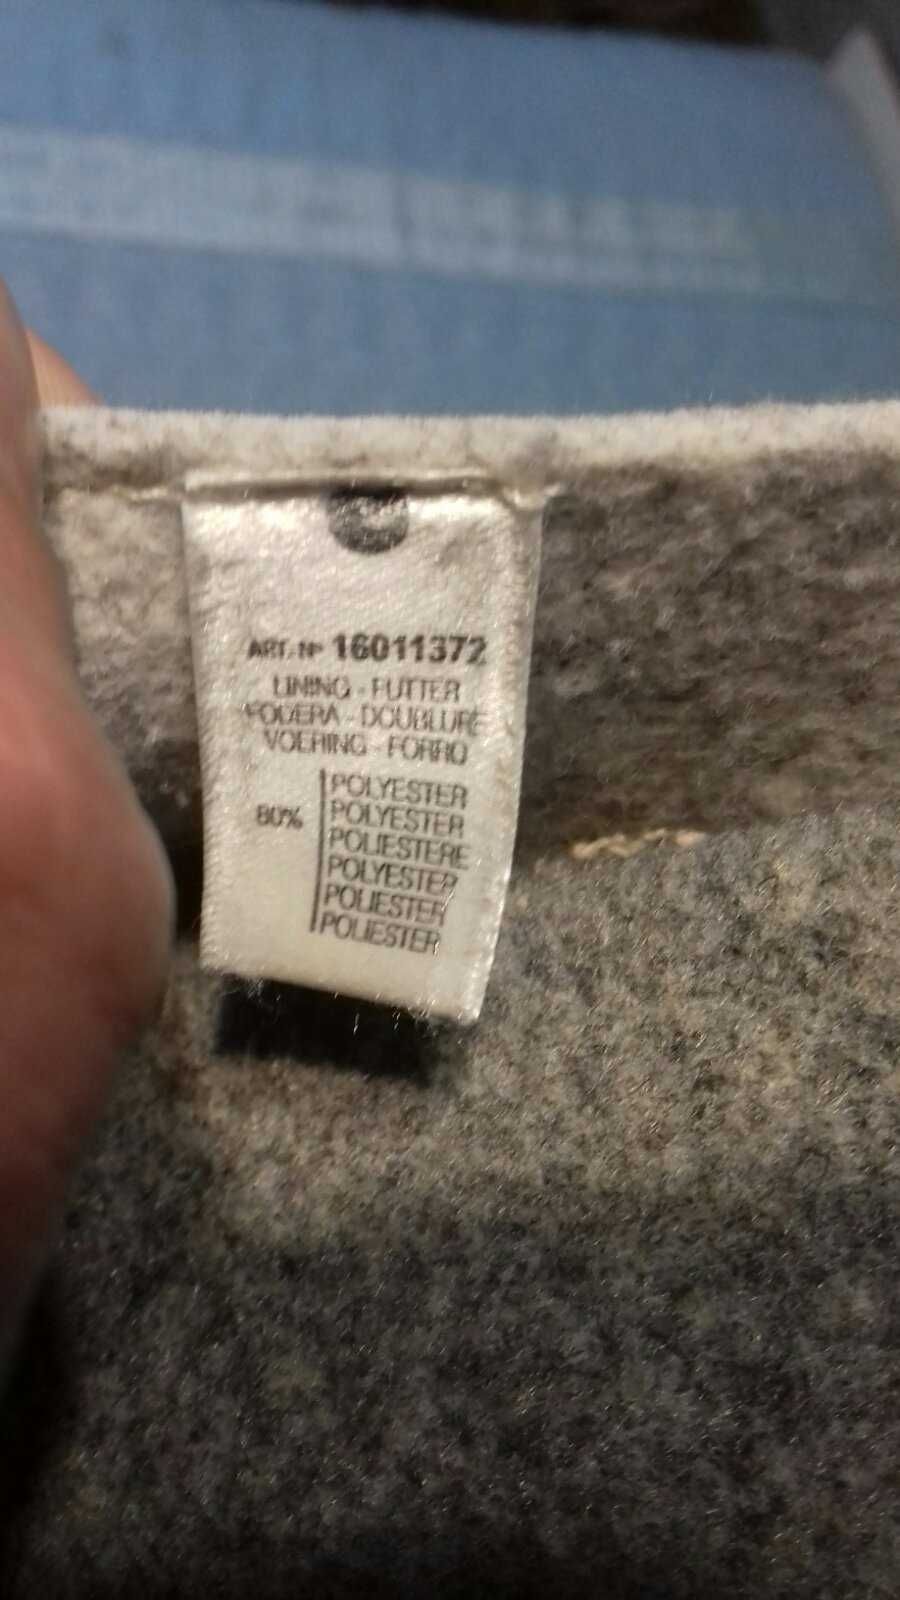 ART. Nº 16011372
LINING - FUTTER
FODERA - DOUBLURE
VOERING - FORRO
80%
POLYESTER
POLYESTER
POLIESTERE
POLYESTER
POLIESTER
POLIESTER